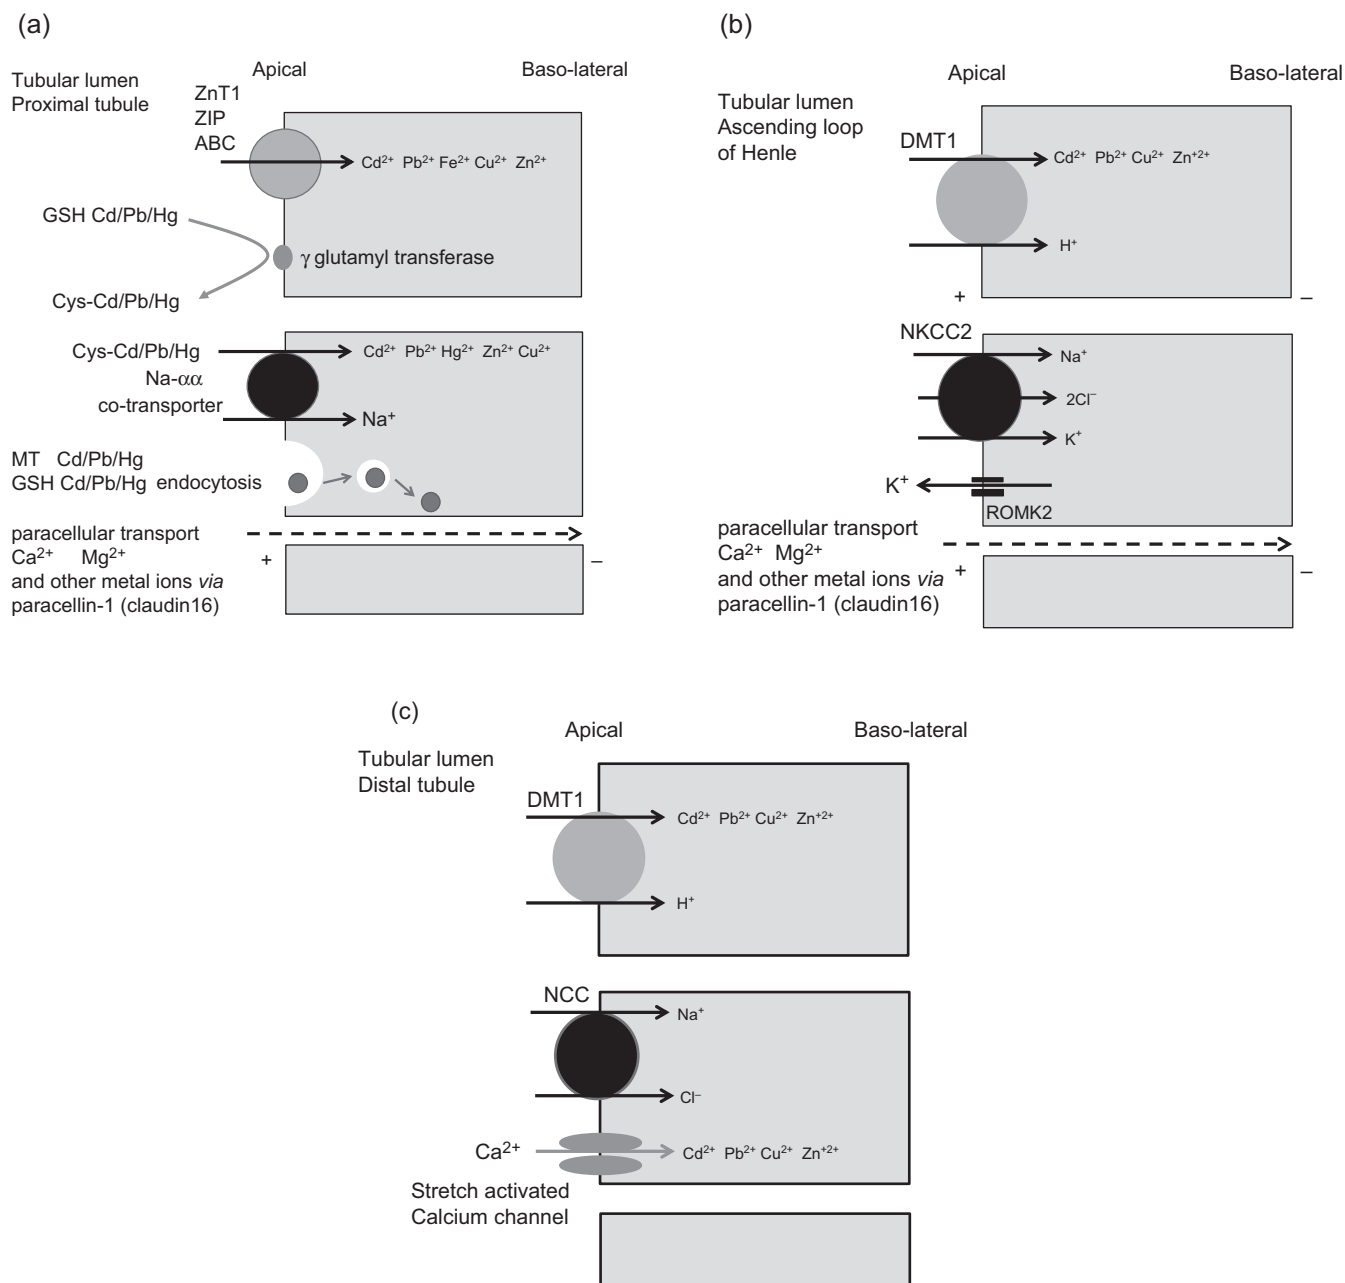 (a)
Apical
Baso-lateral
Tubular lumen
Proximal tubule
ZnT1
ZIP
ABC
Cd²⁺ Pb²⁺ Fe²⁺ Cu²⁺ Zn²⁺
GSH Cd/Pb/Hg
γ glutamyl transferase
Cys-Cd/Pb/Hg
Cys-Cd/Pb/Hg
Cd²⁺ Pb²⁺ Hg²⁺ Zn²⁺ Cu²⁺
Na-αα
co-transporter
Na⁺
MT Cd/Pb/Hg
GSH Cd/Pb/Hg endocytosis
paracellular transport
Ca²⁺ Mg²⁺
+
–
and other metal ions via
paracellin-1 (claudin16)
(b)
Apical
Baso-lateral
Tubular lumen
Ascending loop
of Henle
DMT1
Cd²⁺ Pb²⁺ Cu²⁺ Zn⁺²⁺
H⁺
+
–
NKCC2
Na⁺
2Cl⁻
K⁺
K⁺
ROMK2
paracellular transport
Ca²⁺ Mg²⁺
+
–
and other metal ions via
paracellin-1 (claudin16)
(c)
Apical
Baso-lateral
Tubular lumen
Distal tubule
DMT1
Cd²⁺ Pb²⁺ Cu²⁺ Zn⁺²⁺
H⁺
NCC
Na⁺
Cl⁻
Ca²⁺
Cd²⁺ Pb²⁺ Cu²⁺ Zn⁺²⁺
Stretch activated
Calcium channel